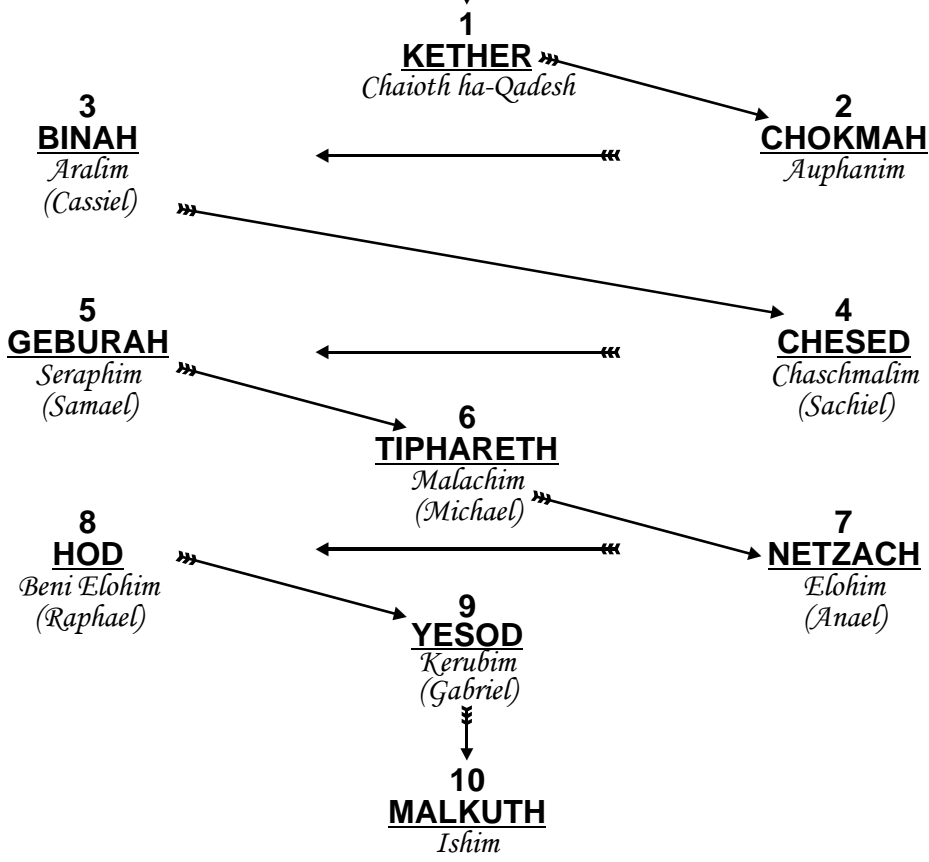 1
KETHER
Chaioth ha-Qadesh
2
CHOKMAH
Auphanim
3
BINAH
Aralim
(Cassiel)
4
CHESED
Chaschmalim
(Sachiel)
5
GEBURAH
Seraphim
(Samael)
6
TIPHARETH
Malachim
(Michael)
7
NETZACH
Elohim
(Anael)
8
HOD
Beni Elohim
(Raphael)
9
YESOD
Kerubim
(Gabriel)
10
MALKUTH
Ishim